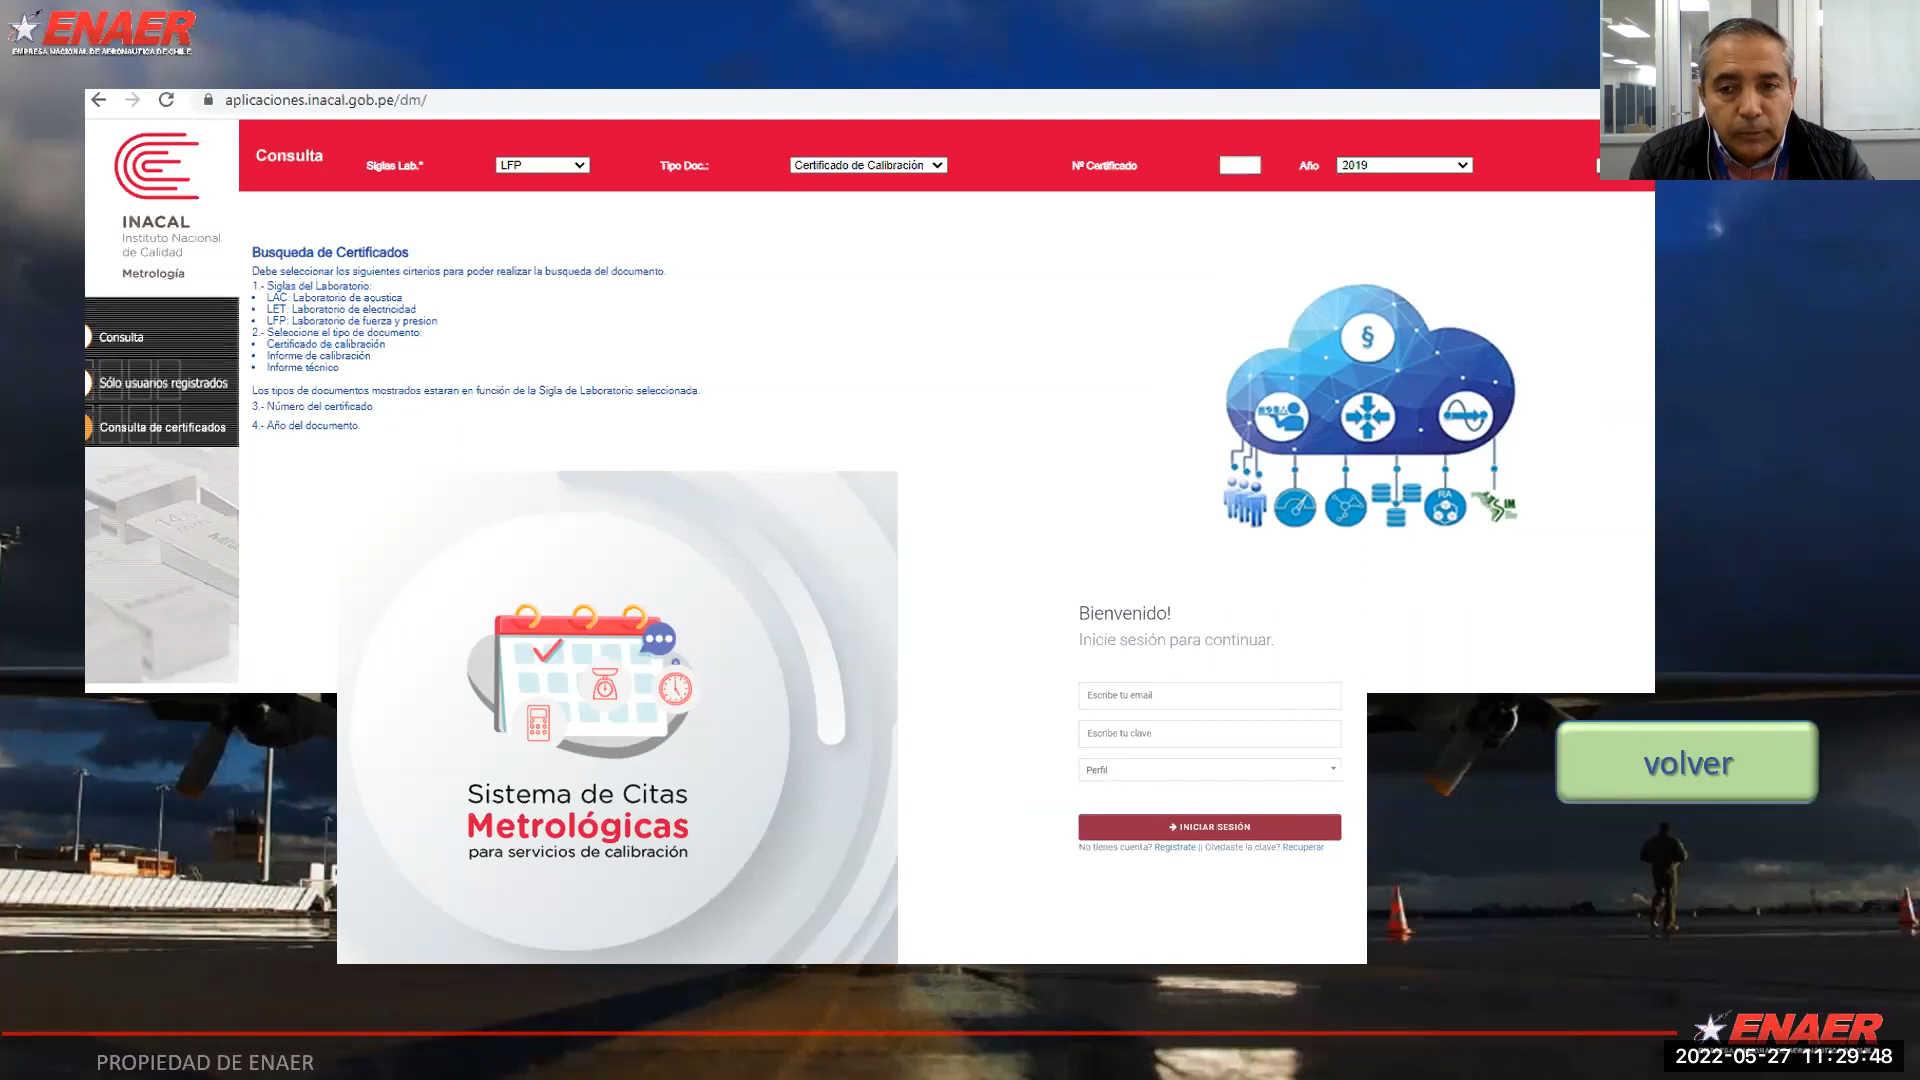 ENAER
EMPRESA NACIONAL DE AERONAUTICA DE CHILE
aplicaciones.inacal.gob.pe/dm/
Consulta
Siglas Lab.*
LFP
Tipo Doc.:
Certificado de Calibración
Nº Certificado
Año
2019
INACAL
Instituto Nacional
de Calidad
Metrología
Consulta
Sólo usuarios registrados
Consulta de certificados
Busqueda de Certificados
Debe seleccionar los siguientes cirterios para poder realizar la busqueda del documento.
1.- Siglas del Laboratorio:
• LAC: Laboratorio de acustica
• LET: Laboratorio de electricidad
• LFP: Laboratorio de fuerza y presion
2.- Seleccione el tipo de documento:
• Certificado de calibración
• Informe de calibración
• Informe técnico
Los tipos de documentos mostrados estaran en función de la Sigla de Laboratorio seleccionada.
3.- Número del certificado
4.- Año del documento.
§
RA
Sistema de Citas
Metrológicas
para servicios de calibración
Bienvenido!
Inicie sesión para continuar.
Escribe tu email
Escribe tu clave
Perfil
INICIAR SESIÓN
No tienes cuenta? Registrate || Olvidaste la clave? Recuperar
volver
PROPIEDAD DE ENAER
ENAER
2022-05-27 11:29:48